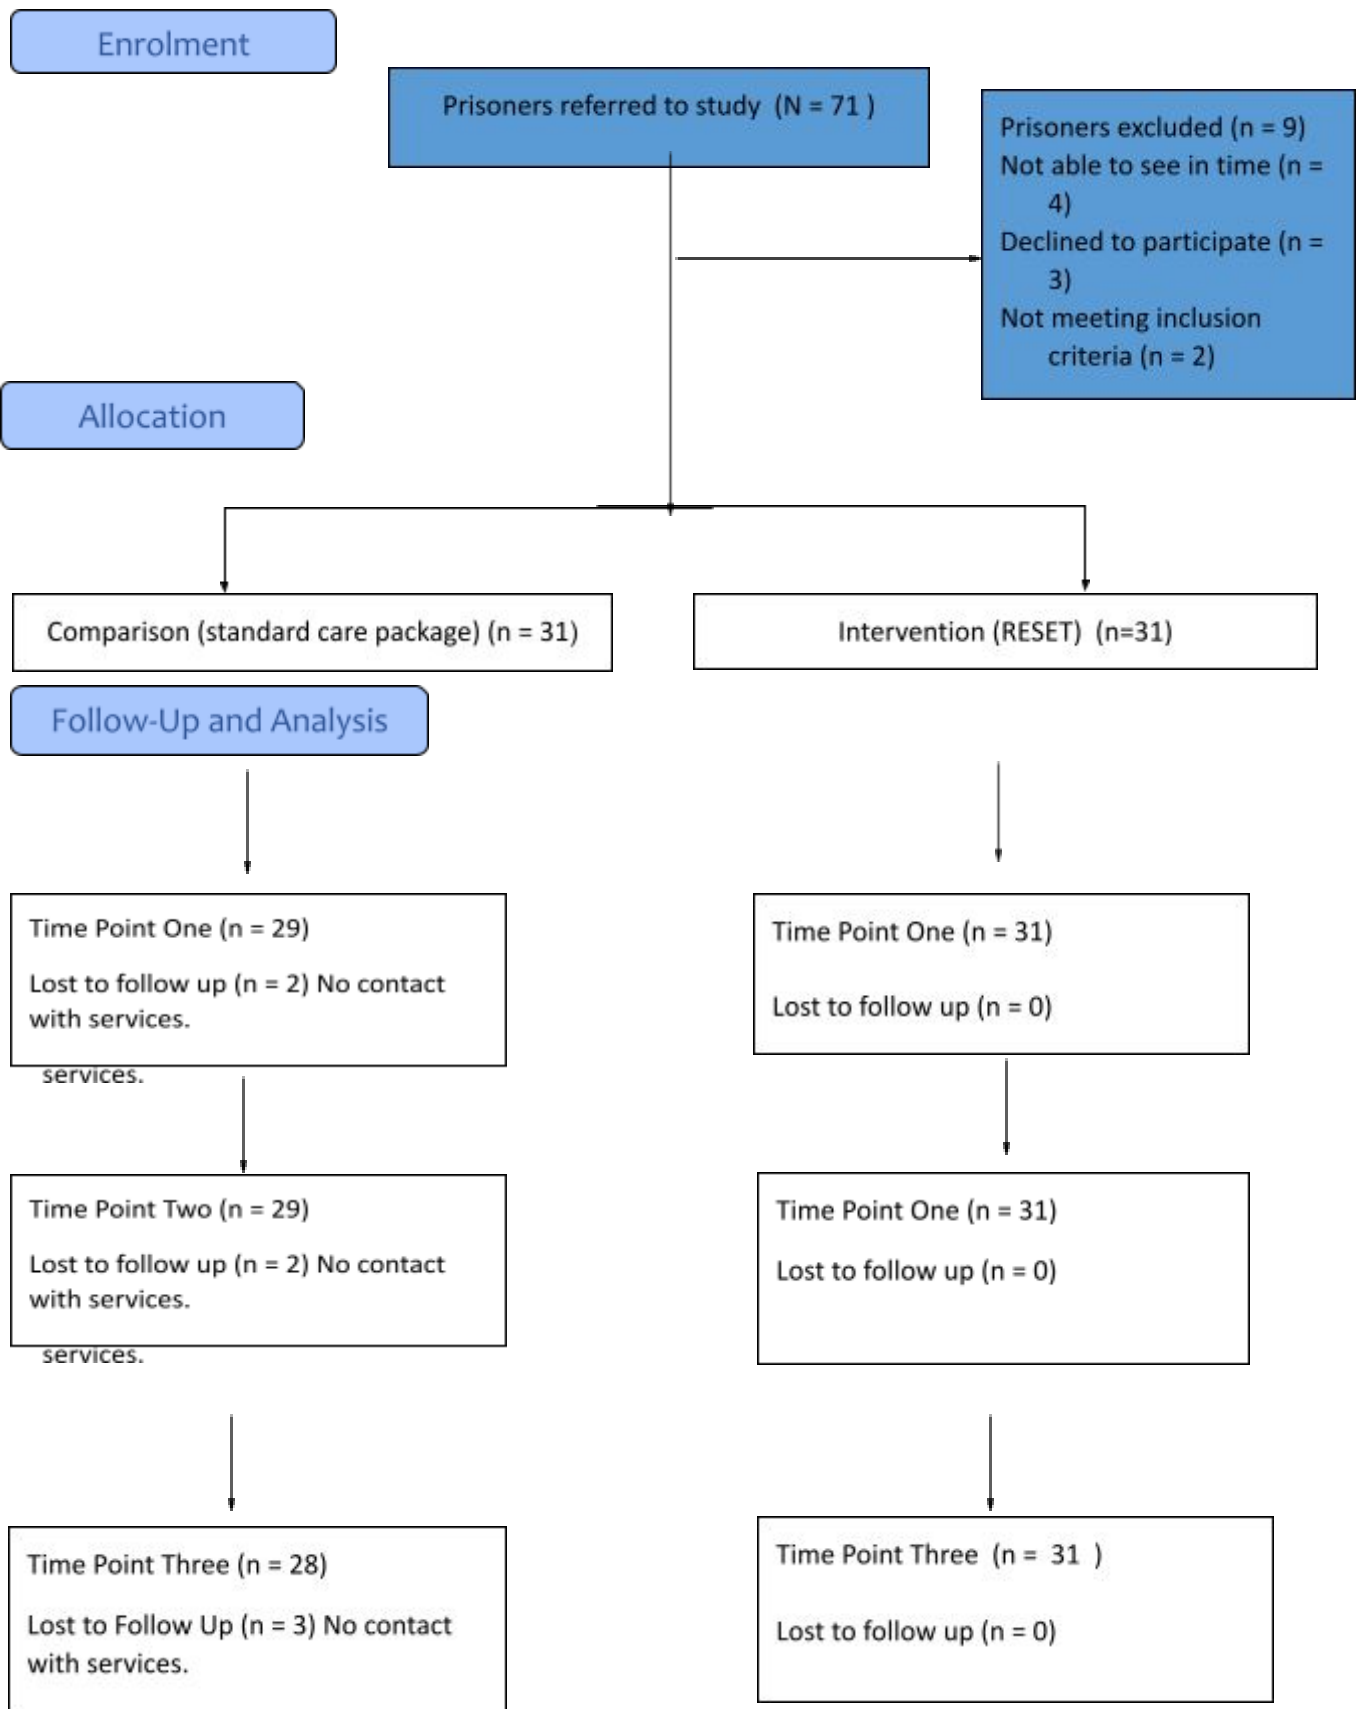 Enrolment
Prisoners referred to study (N = 71 )
Prisoners excluded (n = 9)
Not able to see in time (n =
4)
Declined to participate (n =
3)
Not meeting inclusion
criteria (n = 2)
Allocation
Comparison (standard care package) (n = 31)
Intervention (RESET) (n=31)
Follow-Up and Analysis
Time Point One (n = 29)
Lost to follow up (n = 2) No contact
with services.
services.
Time Point One (n = 31)
Lost to follow up (n = 0)
Time Point Two (n = 29)
Lost to follow up (n = 2) No contact
with services.
services.
Time Point One (n = 31)
Lost to follow up (n = 0)
Time Point Three (n = 28)
Lost to Follow Up (n = 3) No contact
with services.
Time Point Three (n = 31 )
Lost to follow up (n = 0)